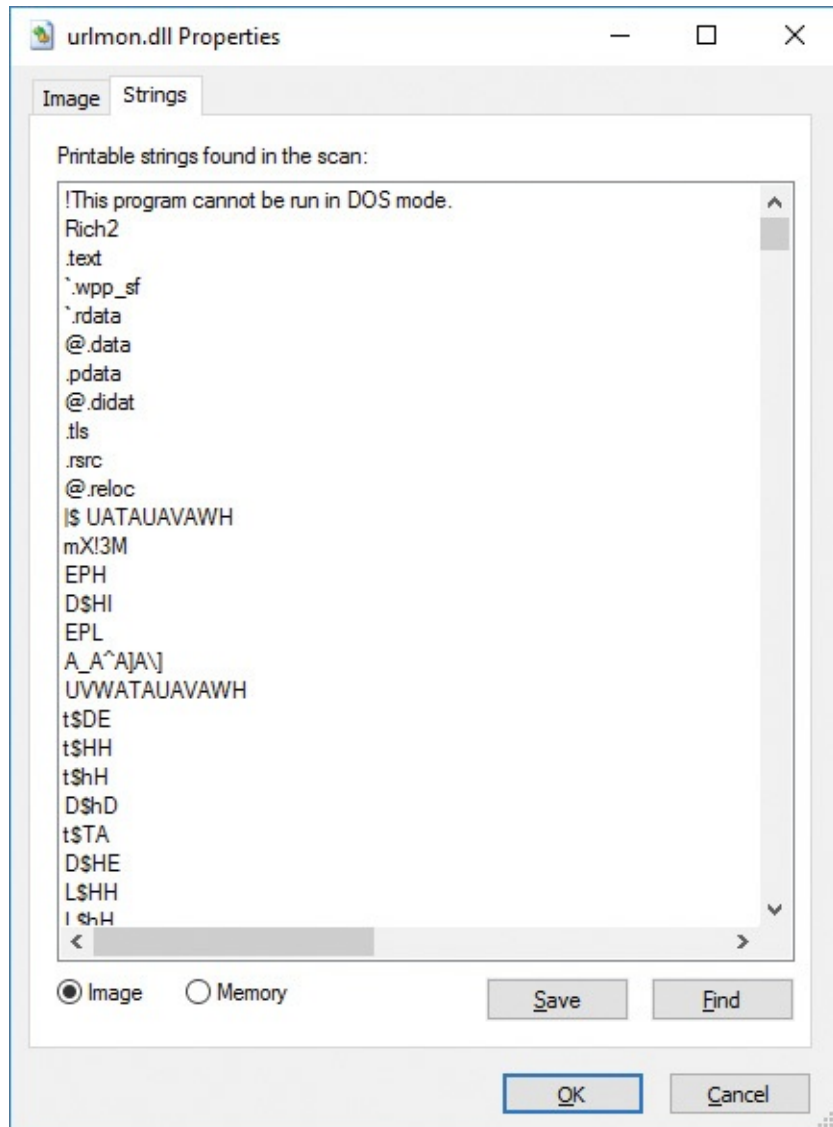 urlmon.dll Properties
Image Strings
Printable strings found in the scan:
!This program cannot be run in DOS mode.
Rich2
.text
`.wpp_sf
`.rdata
@.data
.pdata
@.didat
.tls
.rsrc
@.reloc
|$ UATAUAVAWH
mX!3M
EPH
D$HI
EPL
A_A^A]A\]
UVWATAUAVAWH
t$DE
t$HH
t$hH
D$hD
t$TA
D$HE
L$HH
L$hH
Image Memory Save Find
OK Cancel